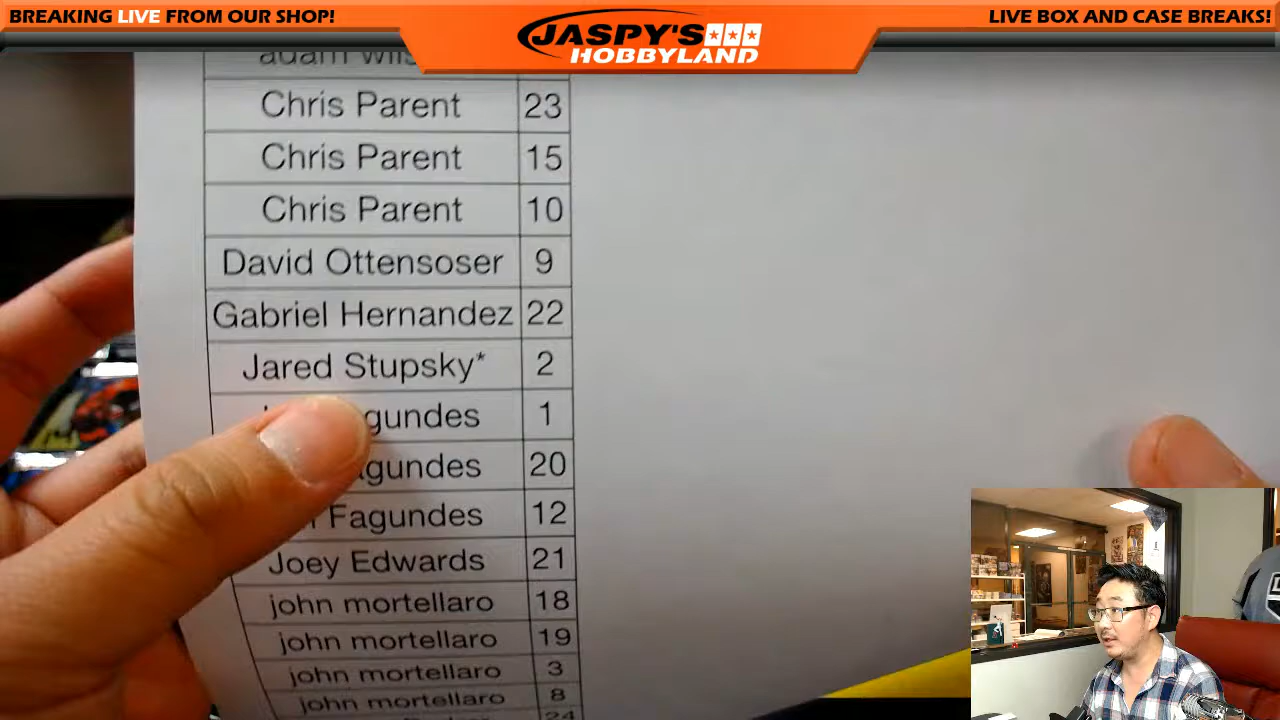 BREAKING LIVE FROM OUR SHOP!
JASPY'S
HOBBYLAND
LIVE BOX AND CASE BREAKS!
adam
Chris Parent 23
Chris Parent 15
Chris Parent 10
David Ottensoser 9
Gabriel Hernandez 22
Jared Stupsky* 2
1
20
Fagundes 12
Joey Edwards 21
john mortellaro 18
john mortellaro 19
john mortellaro 3
john mortellaro 8
24